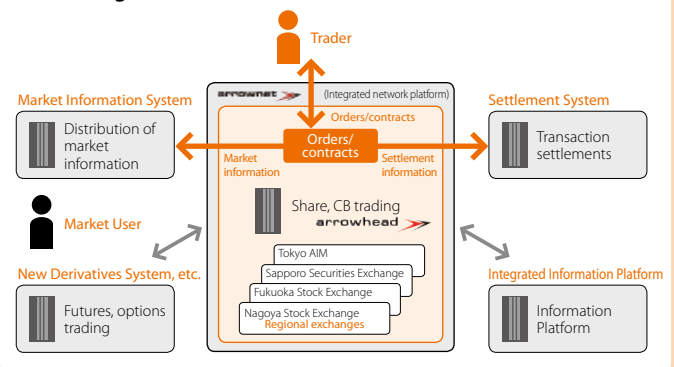 Trader
arrownet
(Integrated network platform)
Market Information System
Settlement System
Orders/contracts
Distribution of
market
information
Orders/
contracts
Transaction
settlements
Market
information
Settlement
information
Share, CB trading
arrowhead
Market User
Tokyo AIM
Sapporo Securities Exchange
Fukuoka Stock Exchange
Nagoya Stock Exchange
Regional exchanges
New Derivatives System, etc.
Futures, options
trading
Integrated Information Platform
Information
Platform